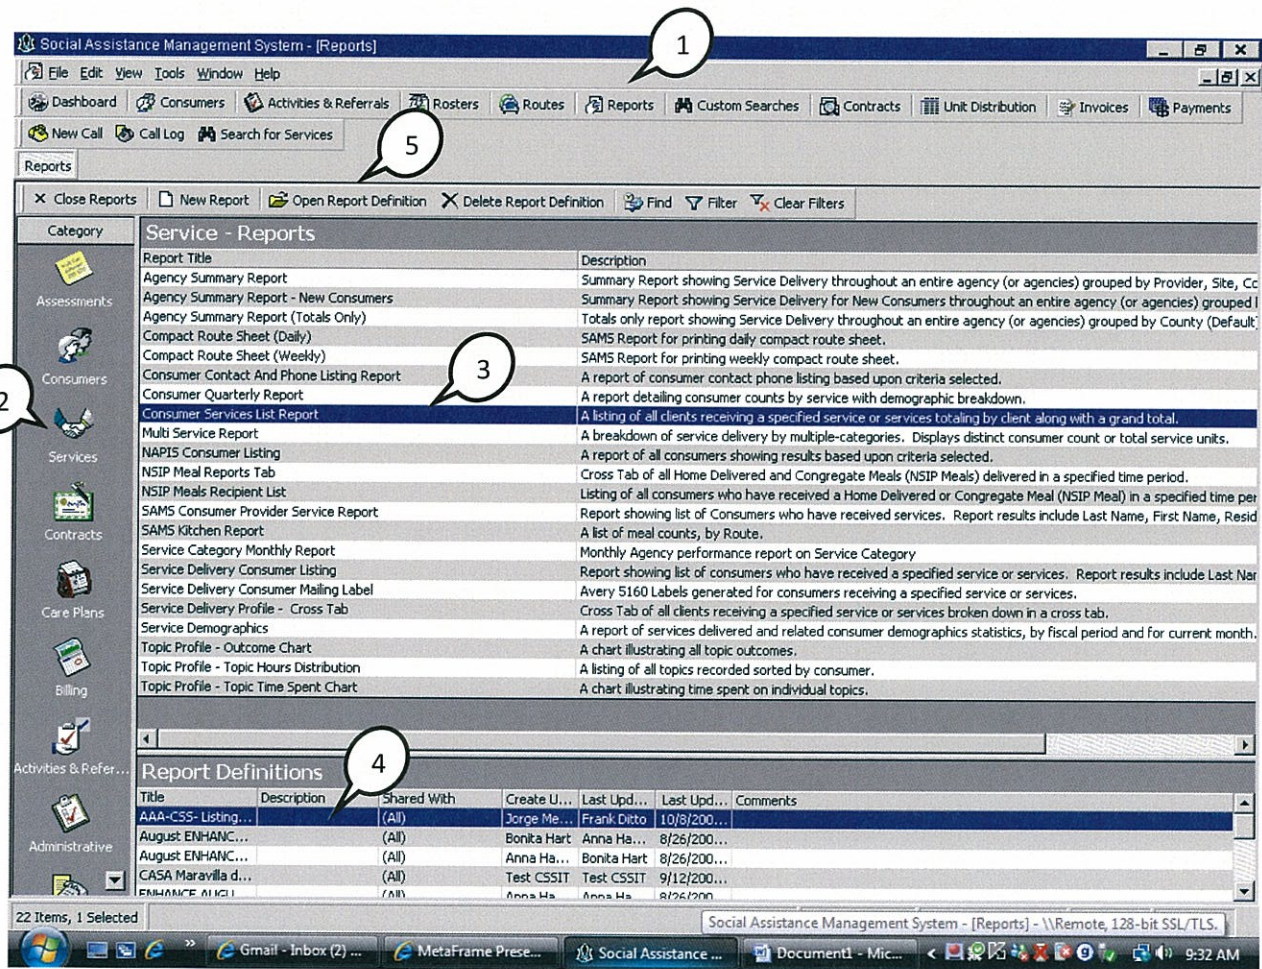 1
Social Assistance Management System - [Reports]
File Edit View Tools Window Help
Dashboard Consumers Activities & Referrals Rosters Routes Reports Custom Searches Contracts Unit Distribution Invoices Payments
New Call Call Log Search for Services
5
Reports
Close Reports New Report Open Report Definition Delete Report Definition Find Filter Clear Filters
Category
Assessments
Consumers
2
Services
Contracts
Care Plans
Billing
Activities & Refer...
Administrative
Service - Reports
Report Title Description
Agency Summary Report Summary Report showing Service Delivery throughout an entire agency (or agencies) grouped by Provider, Site, Cc
Agency Summary Report - New Consumers Summary Report showing Service Delivery for New Consumers throughout an entire agency (or agencies) grouped
Agency Summary Report (Totals Only) Totals only report showing Service Delivery throughout an entire agency (or agencies) grouped by County (Default
Compact Route Sheet (Daily) SAMS Report for printing daily compact route sheet.
Compact Route Sheet (Weekly) SAMS Report for printing weekly compact route sheet.
Consumer Contact And Phone Listing Report A report of consumer contact phone listing based upon criteria selected.
3
Consumer Quarterly Report A report detailing consumer counts by service with demographic breakdown.
Consumer Services List Report A listing of all clients receiving a specified service or services totaling by client along with a grand total.
Multi Service Report A breakdown of service delivery by multiple-categories. Displays distinct consumer count or total service units.
NAPIS Consumer Listing A report of all consumers showing results based upon criteria selected.
NSIP Meal Reports Tab Cross Tab of all Home Delivered and Congregate Meals (NSIP Meals) delivered in a specified time period.
NSIP Meals Recipient List Listing of all consumers who have received a Home Delivered or Congregate Meal (NSIP Meal) in a specified time per
SAMS Consumer Provider Service Report Report showing list of Consumers who have received services. Report results include Last Name, First Name, Resid
SAMS Kitchen Report A list of meal counts, by Route.
Service Category Monthly Report Monthly Agency performance report on Service Category
Service Delivery Consumer Listing Report showing list of consumers who have received a specified service or services. Report results include Last Nar
Service Delivery Consumer Mailing Label Avery 5160 Labels generated for consumers receiving a specified service or services.
Service Delivery Profile - Cross Tab Cross Tab of all clients receiving a specified service or services broken down in a cross tab.
Service Demographics A report of services delivered and related consumer demographics statistics, by fiscal period and for current month.
Topic Profile - Outcome Chart A chart illustrating all topic outcomes.
Topic Profile - Topic Hours Distribution A listing of all topics recorded sorted by consumer.
Topic Profile - Topic Time Spent Chart A chart illustrating time spent on individual topics.
4
Report Definitions
Title Description Shared With Create U... Last Upd... Last Upd... Comments
AAA-CSS- Listing... (All) Jorge Me... Frank Ditto 10/8/200...
August ENHANC... (All) Bonita Hart Anna Ha... 8/26/200...
August ENHANC... (All) Anna Ha... Bonita Hart 8/26/200...
CASA Maravilla d... (All) Test CSSIT Test CSSIT 9/12/200...
ENHANCE AUGU (All) Anna Ha Anna Ha 8/26/200
22 Items, 1 Selected
Social Assistance Management System - [Reports] - \\Remote, 128-bit SSL/TLS.
Gmail - Inbox (2) ... MetaFrame Prese... Social Assistance ... Document1 - Mic... 9:32 AM